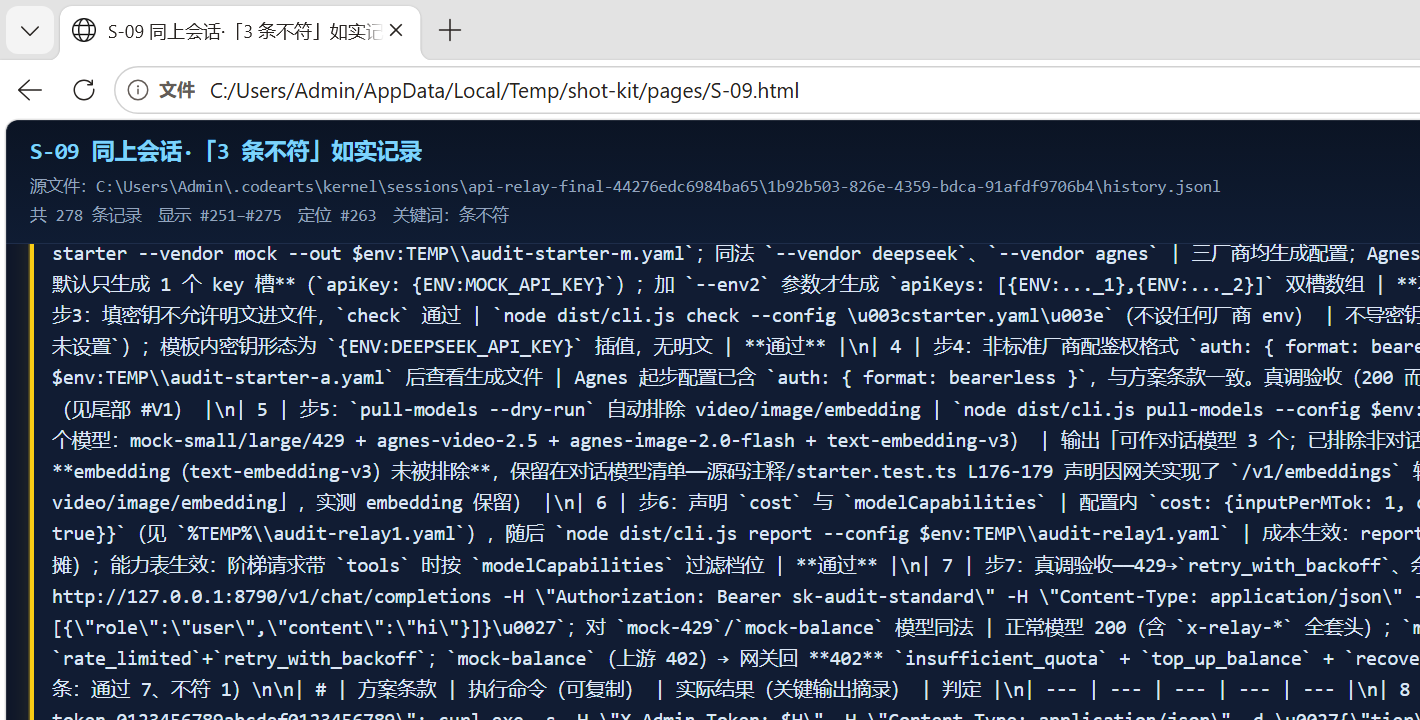 S-09 同上会话·「3 条不符」如实记
文件 C:/Users/Admin/AppData/Local/Temp/shot-kit/pages/S-09.html
S-09 同上会话·「3 条不符」如实记录
源文件: C:\Users\Admin\.codearts\kernel\sessions\api-relay-final-44276edc6984ba65\1b92b503-826e-4359-bdca-91afdf9706b4\history.jsonl
共 278 条记录 显示 #251–#275 定位 #263 关键词: 条不符
starter --vendor mock --out $env:TEMP\\audit-starter-m.yaml`; 同法 `--vendor deepseek`、`--vendor agnes` | 三厂商均生成配置; Agnes
默认只生成 1 个 key 槽** (`apiKey: {ENV:MOCK_API_KEY}`) ; 加 `--env2` 参数才生成 `apiKeys: [{ENV:..._1},{ENV:..._2}]` 双槽数组 | **
步3: 填密钥不允许明文进文件, `check` 通过 | `node dist/cli.js check --config \u003cstarter.yaml\u003e` (不设任何厂商 env) | 不导密钥
未设置`) ; 模板内密钥形态为 `{ENV:DEEPSEEK_API_KEY}` 插值, 无明文 | **通过** |\n| 4 | 步4: 非标准厂商配鉴权格式 `auth: { format: beare
$env:TEMP\\audit-starter-a.yaml` 后查看生成文件 | Agnes 起步配置已含 `auth: { format: bearerless }`, 与方案条款一致。真调验收 (200 而
(见尾部 #V1) |\n| 5 | 步5: `pull-models --dry-run` 自动排除 video/image/embedding | `node dist/cli.js pull-models --config $env:
个模型: mock-small/large/429 + agnes-video-2.5 + agnes-image-2.0-flash + text-embedding-v3) | 输出「可作对话模型 3 个; 已排除非对话
**embedding (text-embedding-v3) 未被排除**, 保留在对话模型清单——源码注释/starter.test.ts L176-179 声明因网关实现了 `/v1/embeddings`
video/image/embedding」, 实测 embedding 保留) |\n| 6 | 步6: 声明 `cost` 与 `modelCapabilities` | 配置内 `cost: {inputPerMTok: 1,
true}}` (见 `%TEMP%\\audit-relay1.yaml`) , 随后 `node dist/cli.js report --config $env:TEMP\\audit-relay1.yaml` | 成本生效: report
摊) ; 能力表生效: 阶梯请求带 `tools` 时按 `modelCapabilities` 过滤档位 | **通过** |\n| 7 | 步7: 真调验收——429→`retry_with_backoff`、
http://127.0.0.1:8790/v1/chat/completions -H \"Authorization: Bearer sk-audit-standard\" -H \"Content-Type: application/json\" -
[{\"role\":\"user\",\"content\":\"hi\"}]}\u0027`; 对 `mock-429`/`mock-balance` 模型同法 | 正常模型 200 (含 `x-relay-*` 全套头) ;
`rate_limited`+`retry_with_backoff`; `mock-balance` (上游 402) → 网关回 **402** `insufficient_quota` + `top_up_balance` + `recove
条: 通过 7、不符 1) \n\n| # | 方案条款 | 执行命令 (可复制) | 实际结果 (关键输出摘录) | 判定 |\n| --- | --- | --- | --- | --- |\n| 8